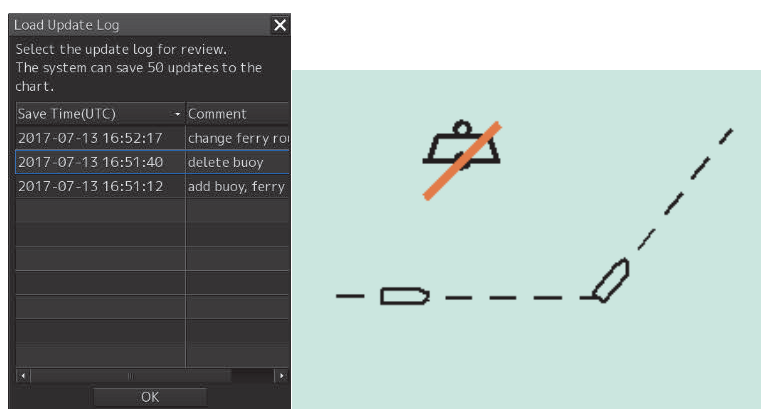 Load Update Log
Select the update log for review.
The system can save 50 updates to the
chart.
Save Time(UTC) Comment
2017-07-13 16:52:17 change ferry
2017-07-13 16:51:40 delete buoy
2017-07-13 16:51:12 add buoy, ferry
OK